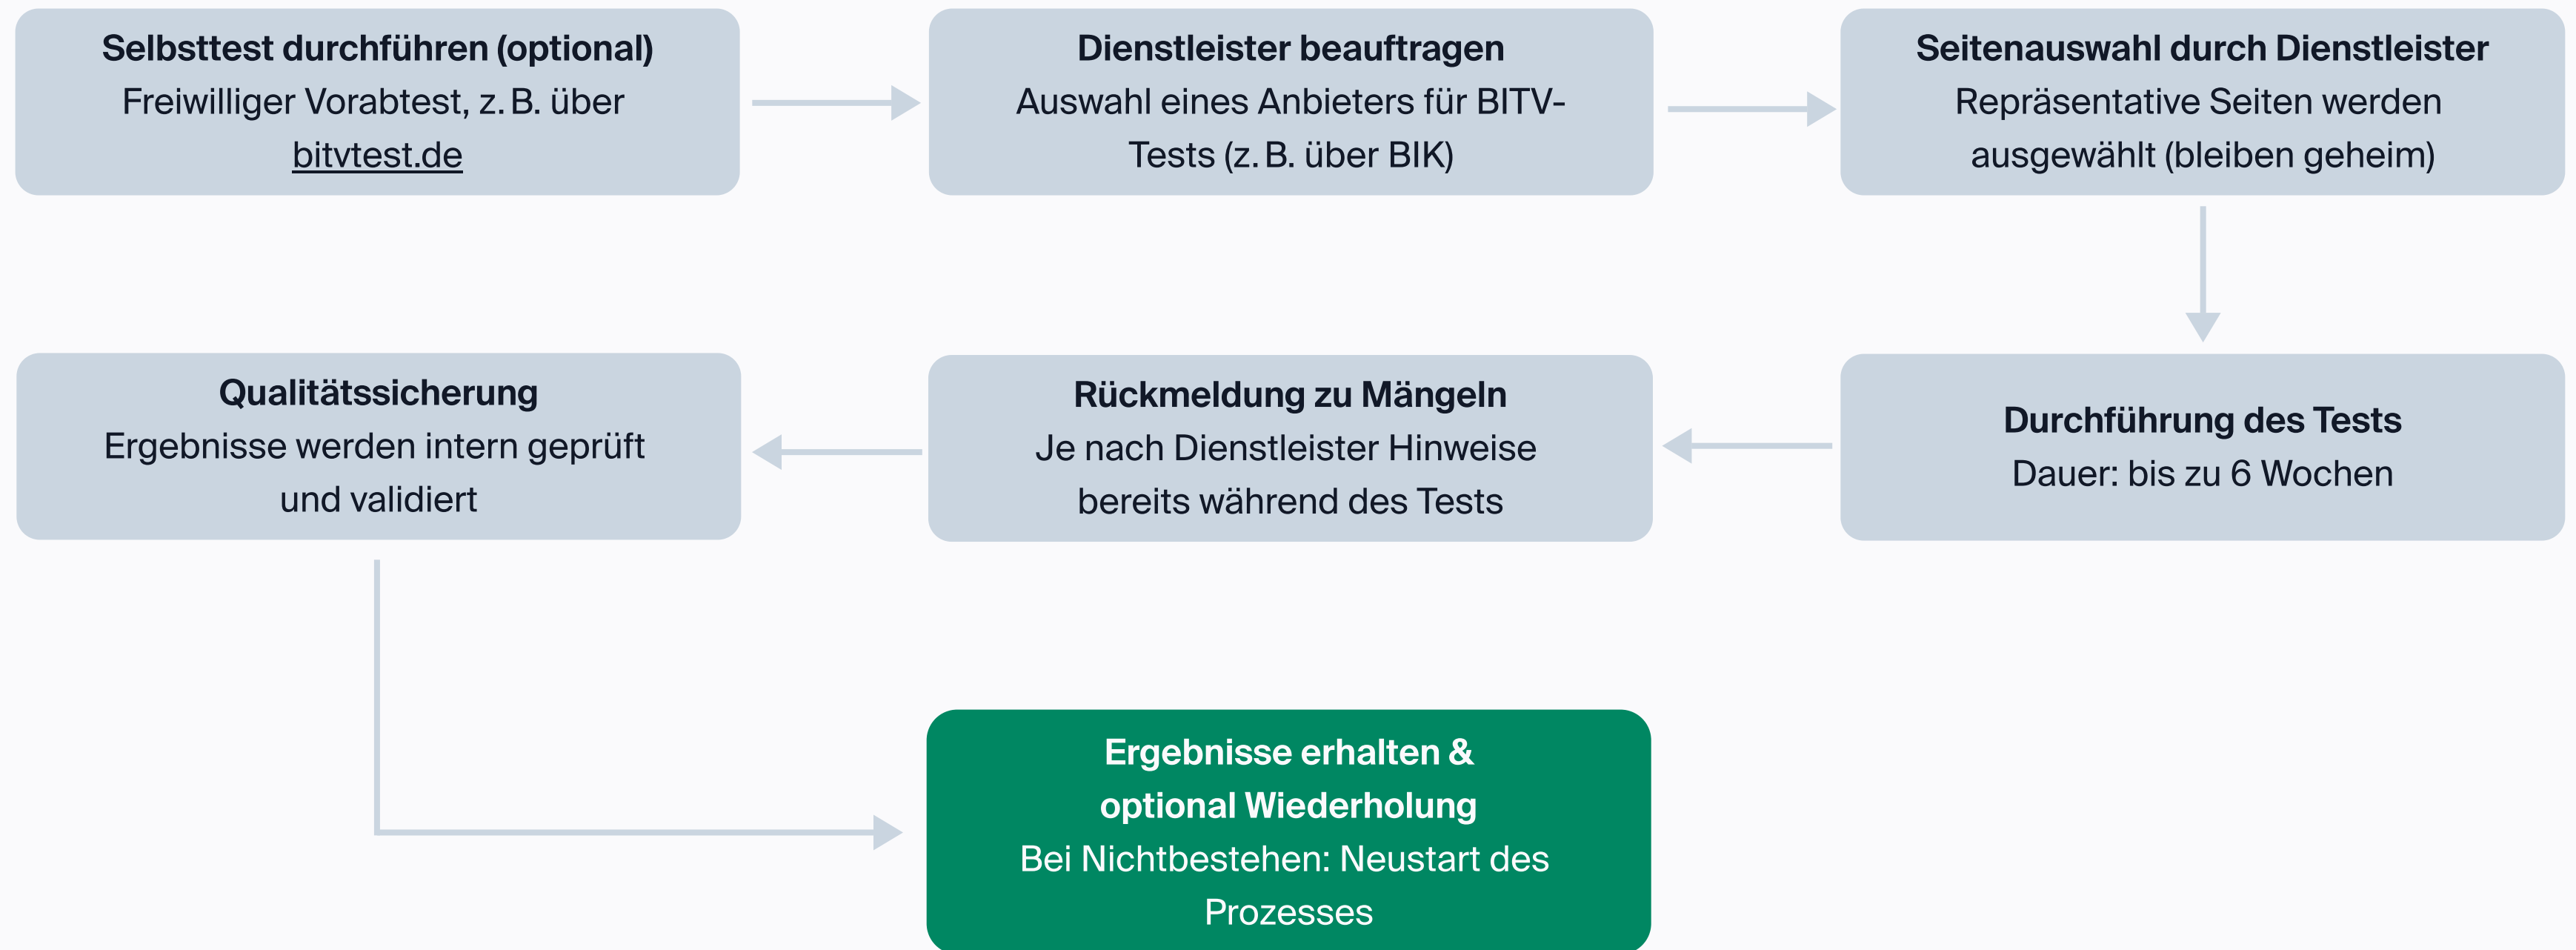 Selbsttest durchführen (optional)
Freiwilliger Vorabtest, z. B. über
bitvtest.de
Dienstleister beauftragen
Auswahl eines Anbieters für BITV-
Tests (z. B. über BIK)
Seitenauswahl durch Dienstleister
Repräsentative Seiten werden
ausgewählt (bleiben geheim)
Durchführung des Tests
Dauer: bis zu 6 Wochen
Rückmeldung zu Mängeln
Je nach Dienstleister Hinweise
bereits während des Tests
Qualitätssicherung
Ergebnisse werden intern geprüft
und validiert
Ergebnisse erhalten &
optional Wiederholung
Bei Nichtbestehen: Neustart des
Prozesses